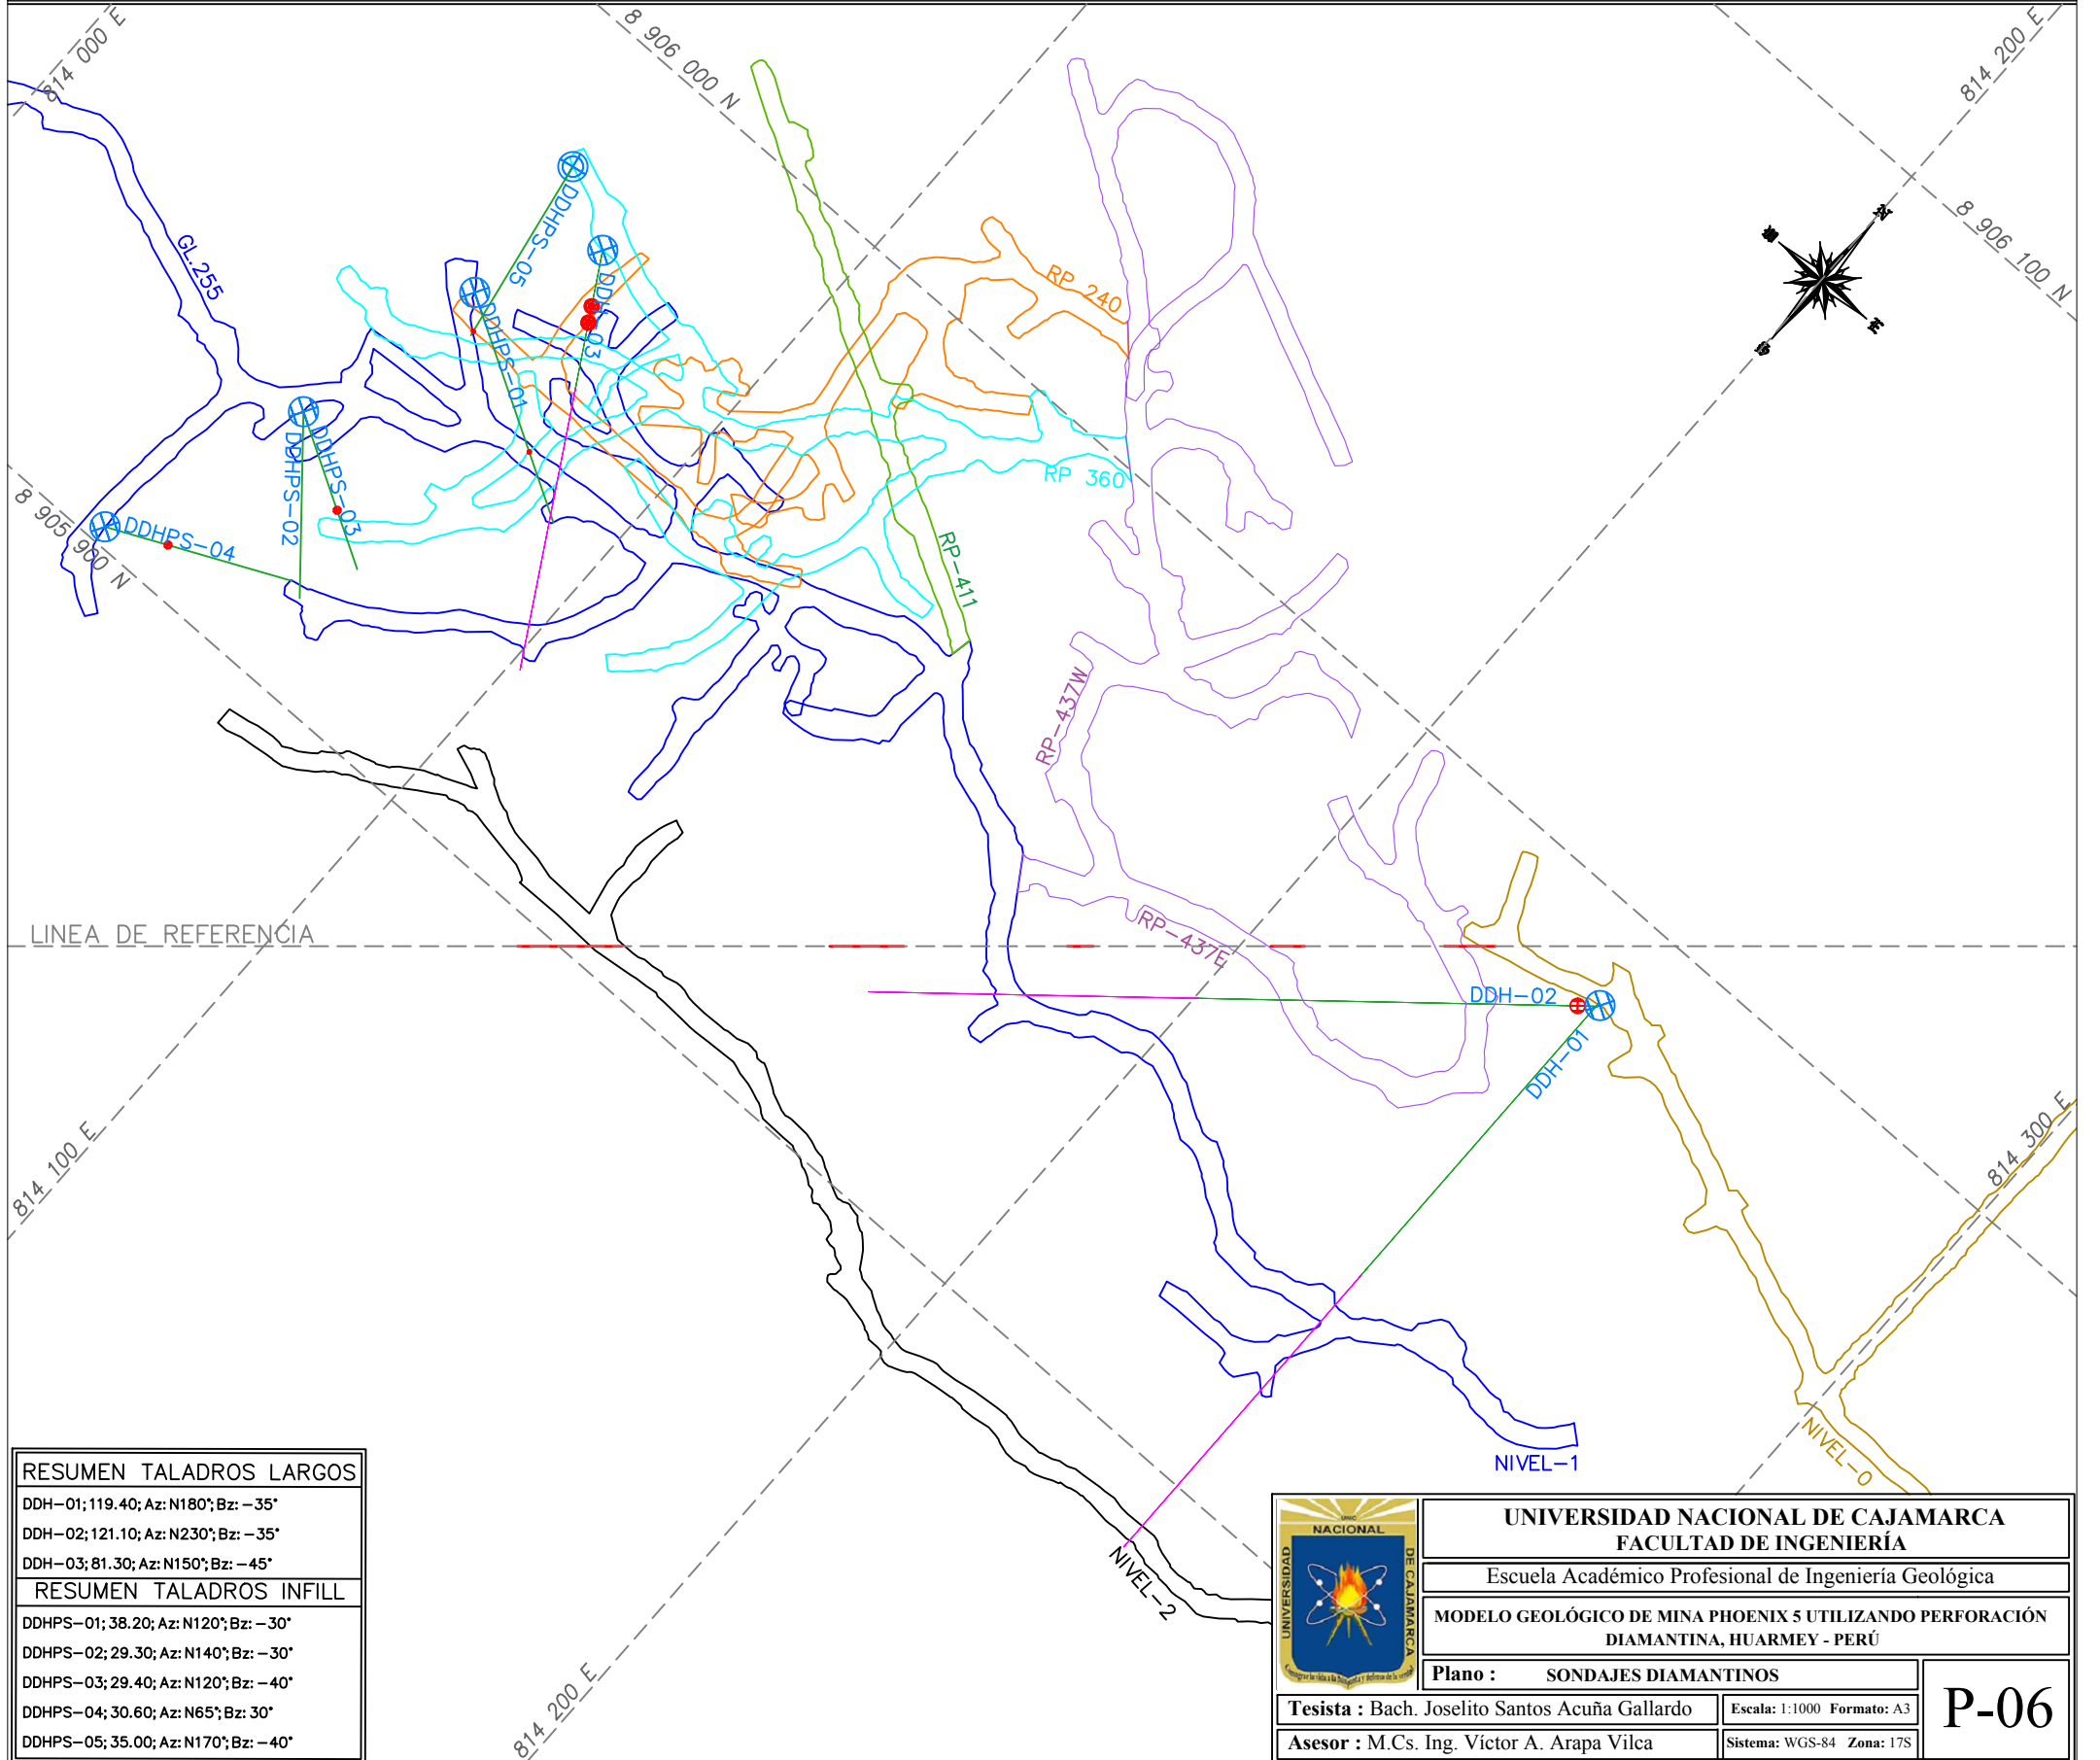 814 000 E
8 906 000 N
814 200 E
8 906 100 N
N
S
GL.255
DDHPS-05
DDH-03
DDHPS-01
RP 240
RP 360
DDHPS-02
DDHPS-03
DDHPS-04
8 905 900 N
RP-411
RP-437W
RP-437E
LINEA DE REFERENCIA
DDH-02
DDH-01
814 100 E
814 300 E
NIVEL-0
NIVEL-1
NIVEL-2
814 200 E
RESUMEN TALADROS LARGOS
DDH-01; 119.40; Az: N180°; Bz: -35°
DDH-02; 121.10; Az: N230°; Bz: -35°
DDH-03; 81.30; Az: N150°; Bz: -45°
RESUMEN TALADROS INFILL
DDHPS-01; 38.20; Az: N120°; Bz: -30°
DDHPS-02; 29.30; Az: N140°; Bz: -30°
DDHPS-03; 29.40; Az: N120°; Bz: -40°
DDHPS-04; 30.60; Az: N65°; Bz: 30°
DDHPS-05; 35.00; Az: N170°; Bz: -40°
UNC
UNIVERSIDAD
NACIONAL
DE CAJAMARCA
UNIVERSIDAD NACIONAL DE CAJAMARCA
FACULTAD DE INGENIERÍA
Escuela Académico Profesional de Ingeniería Geológica
MODELO GEOLÓGICO DE MINA PHOENIX 5 UTILIZANDO PERFORACIÓN
DIAMANTINA, HUARMEY - PERÚ
Plano : SONDAJES DIAMANTINOS
Tesista : Bach. Joselito Santos Acuña Gallardo
Escala: 1:1000 Formato: A3
Asesor : M.Cs. Ing. Víctor A. Arapa Vilca
Sistema: WGS-84 Zona: 17S
P-06